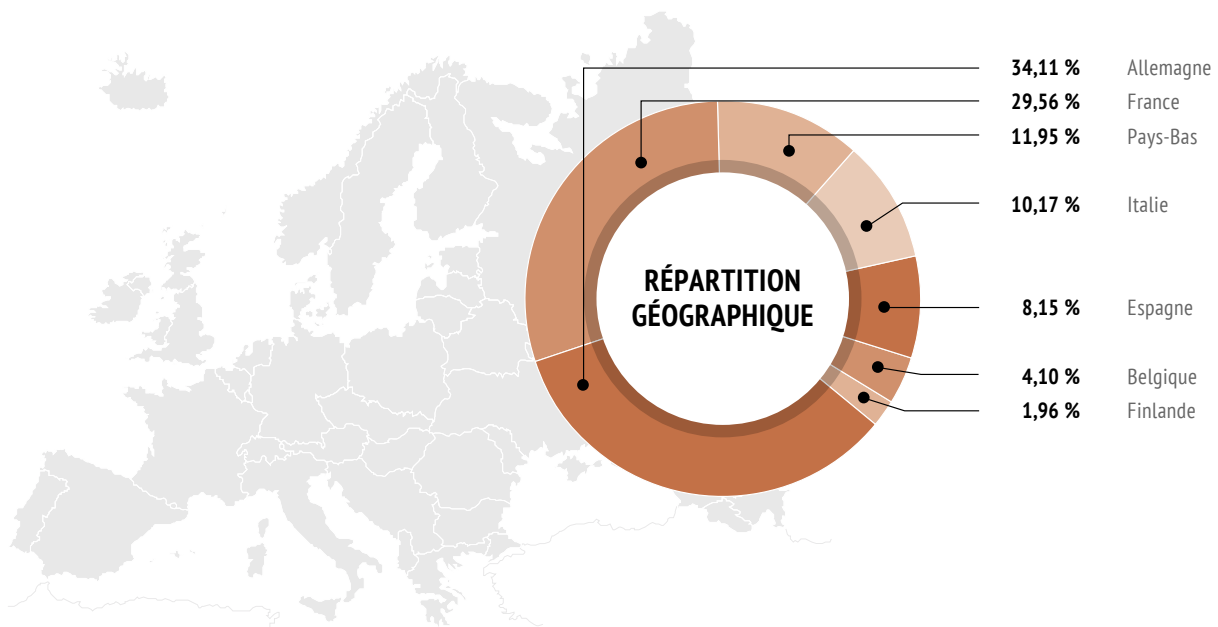 34,11 % Allemagne
29,56 % France
11,95 % Pays-Bas
10,17 % Italie
RÉPARTITION
GÉOGRAPHIQUE
8,15 % Espagne
4,10 % Belgique
1,96 % Finlande